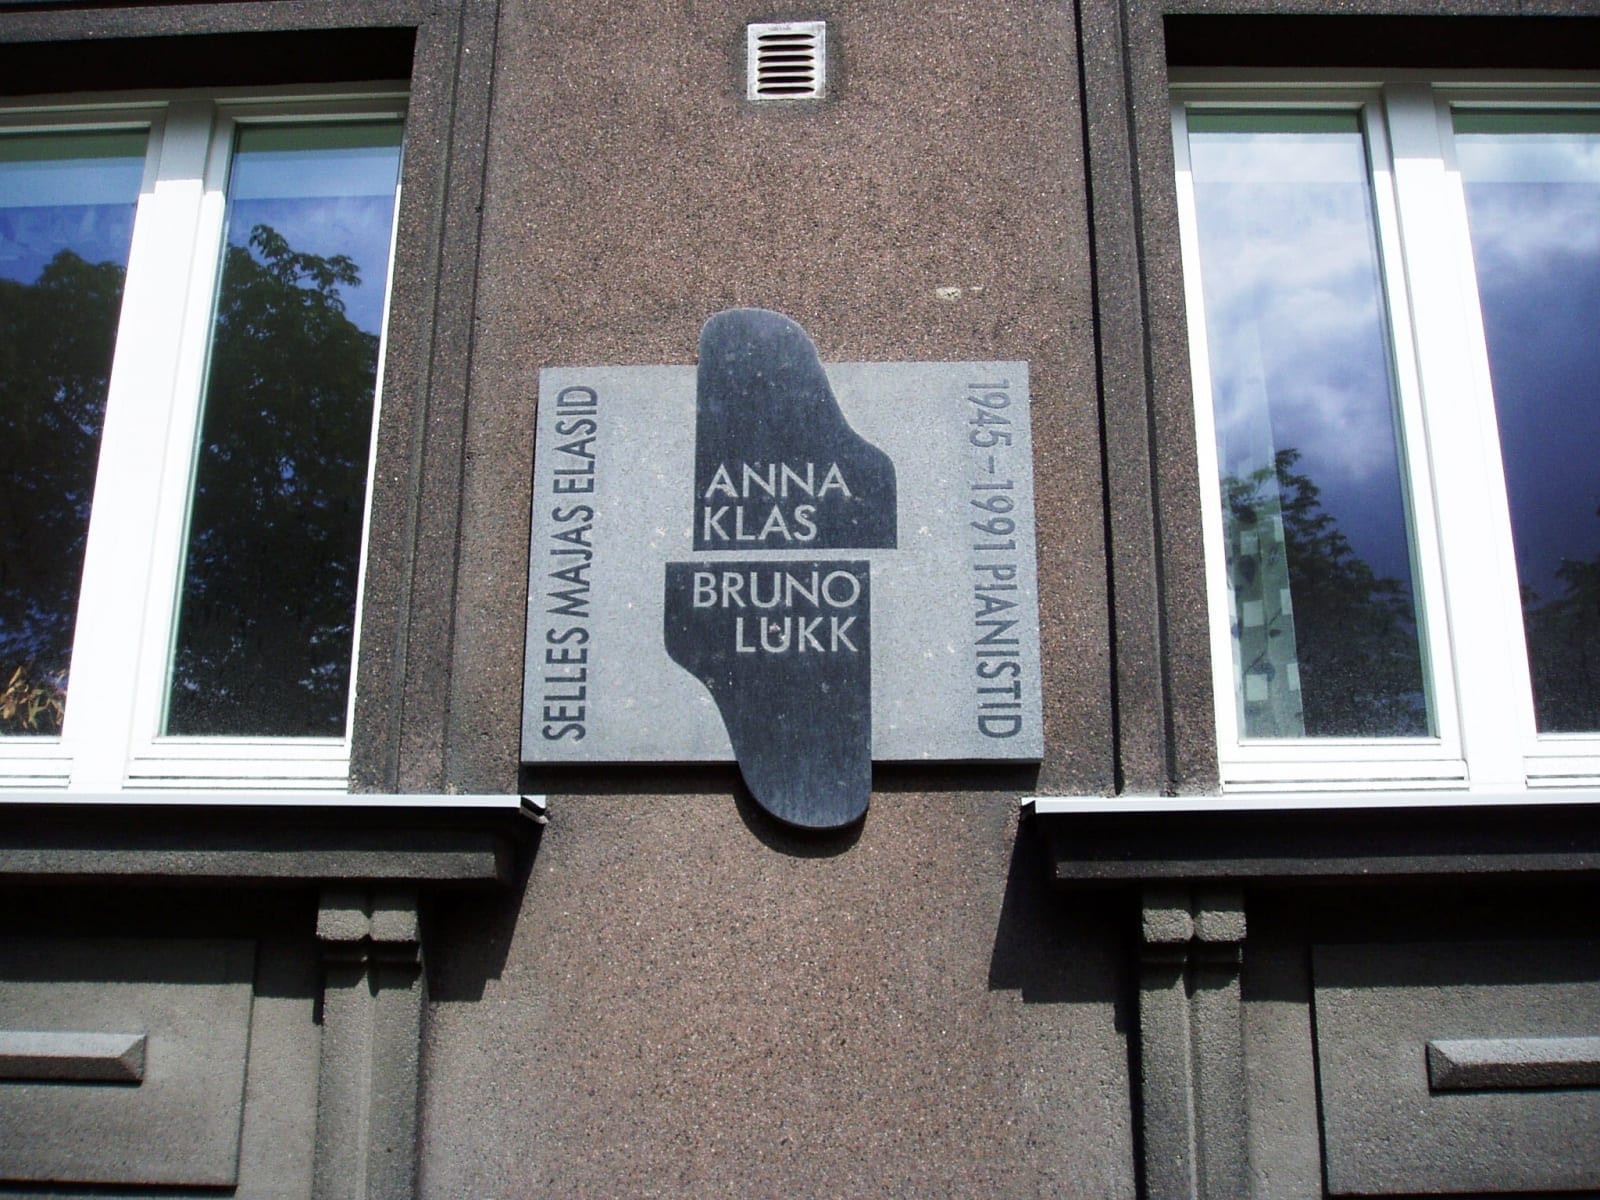 SELLES MAJAS ELASID
ANNA
KLAS
BRUNO
LUKK
1945–1991 PIANISTID